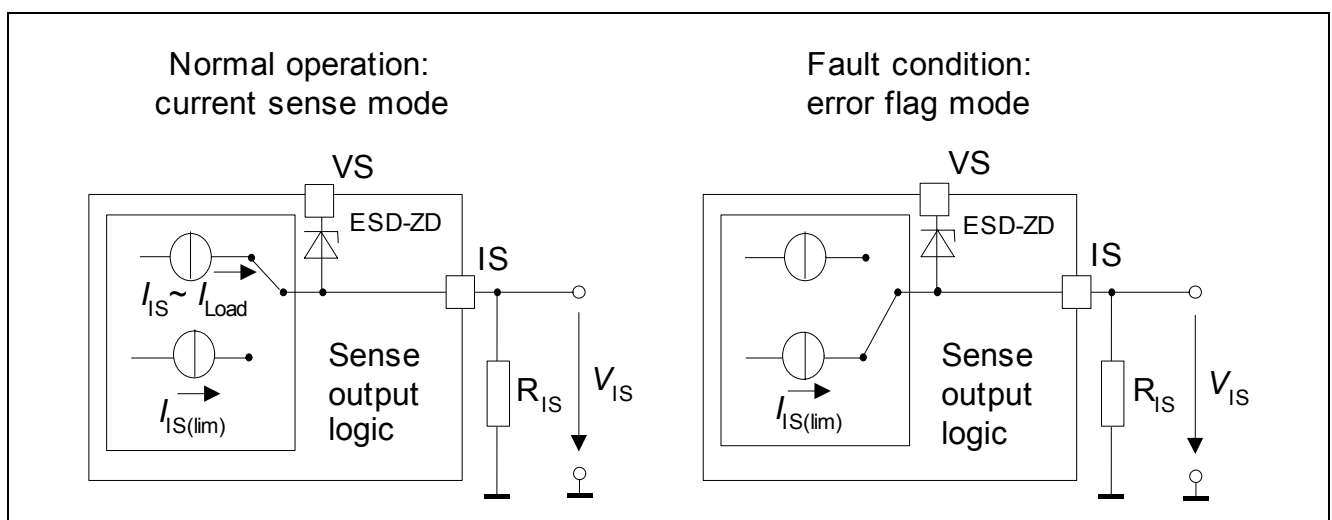 Normal operation:
current sense mode
VS
ESD-ZD
IS
I_IS ~ I_Load
I_IS(lim)
Sense
output
logic
R_IS
V_IS
Fault condition:
error flag mode
VS
ESD-ZD
IS
I_IS(lim)
Sense
output
logic
R_IS
V_IS